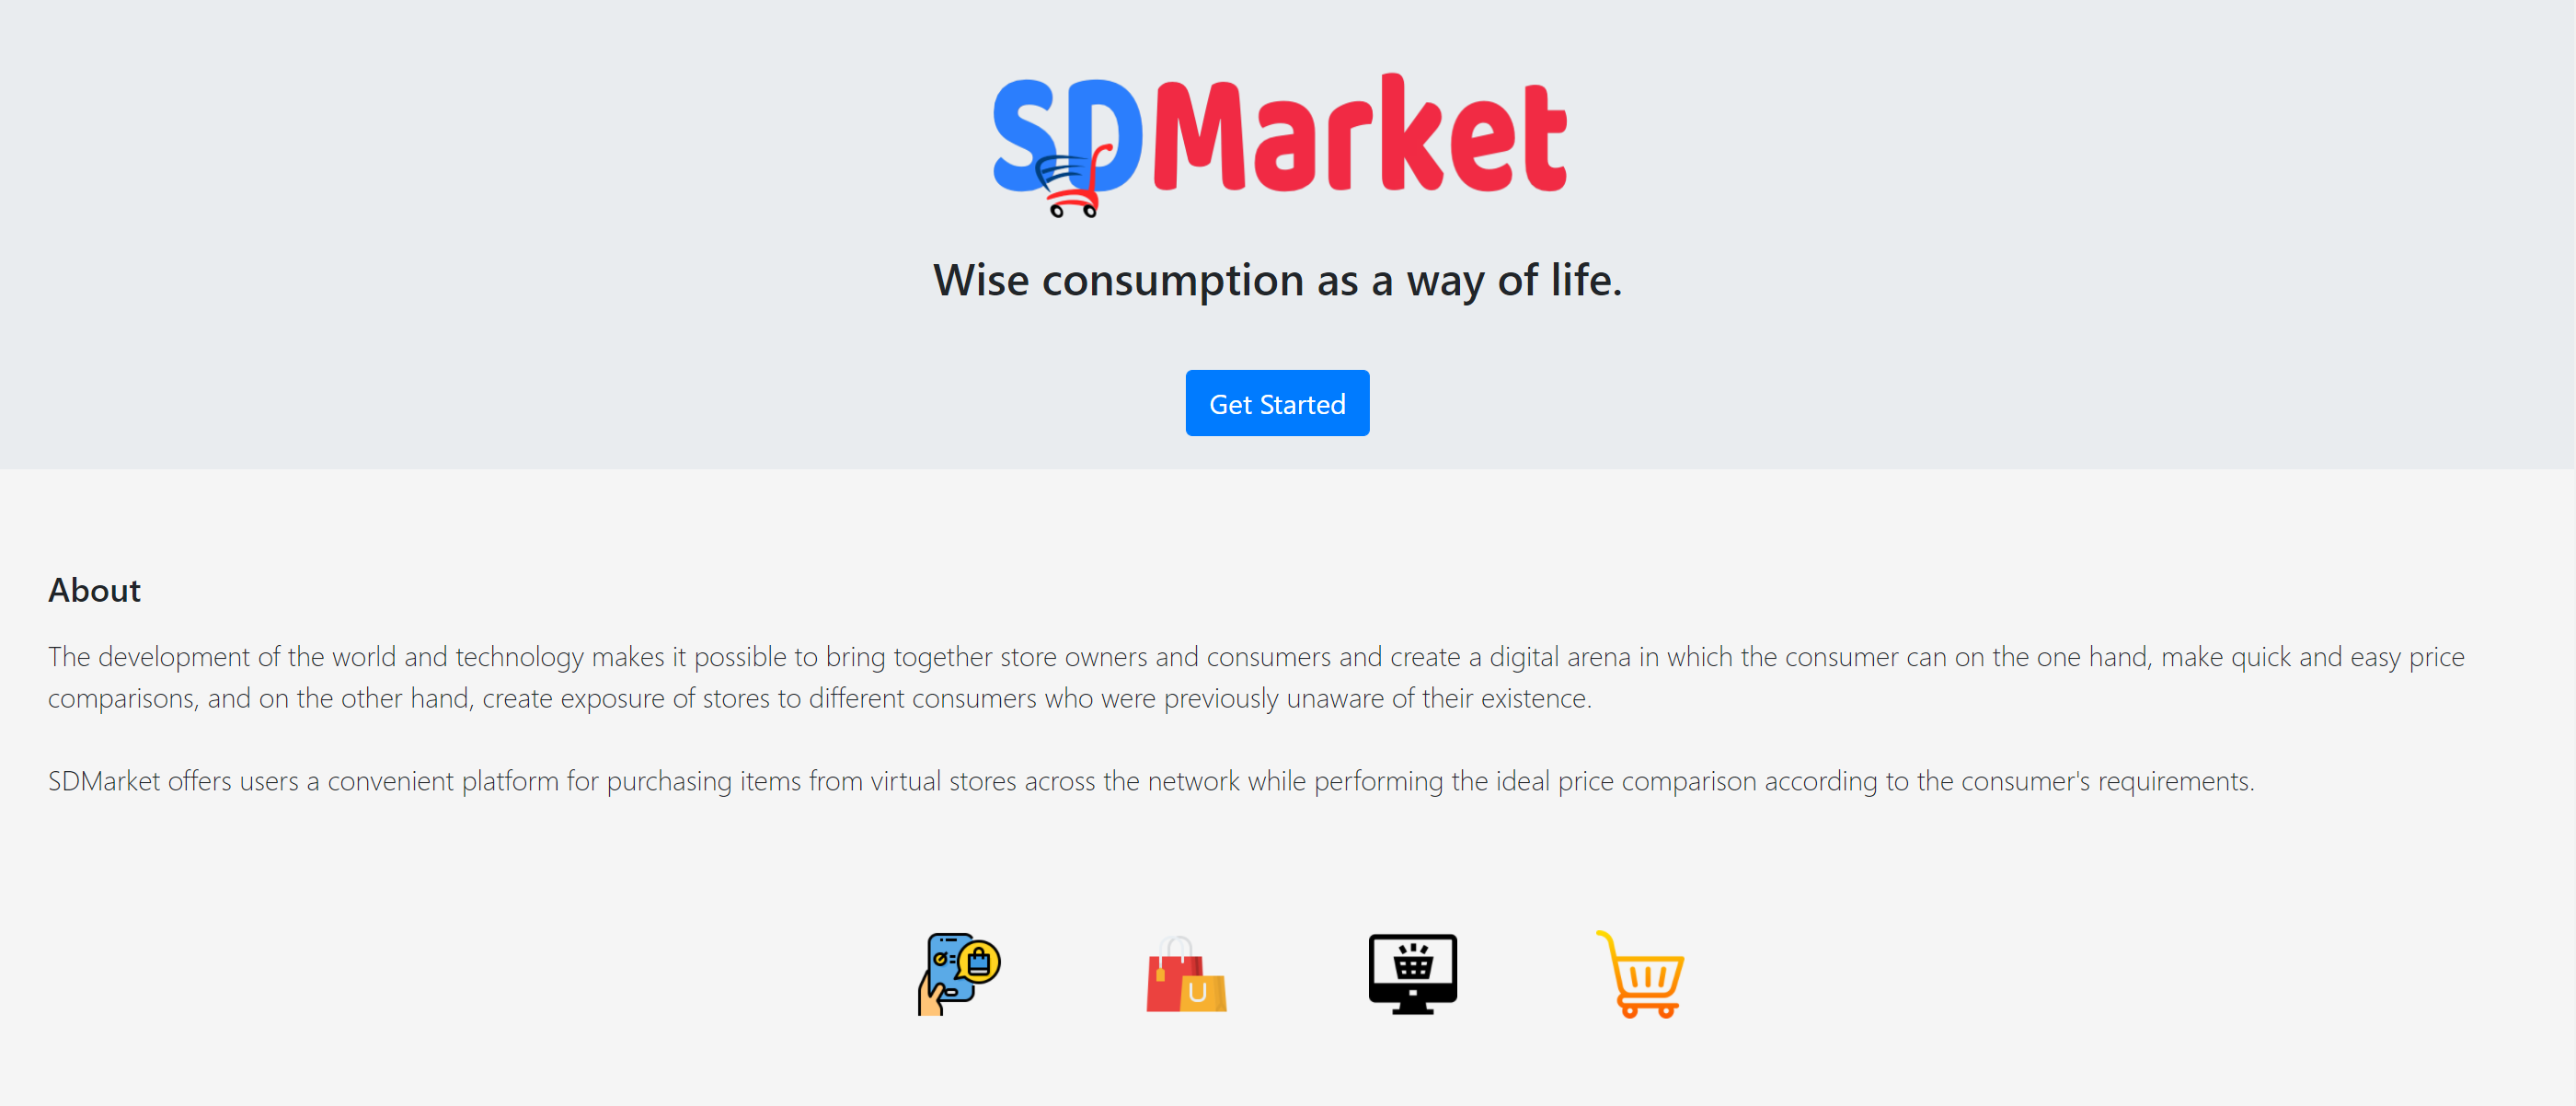 SDMarket
Wise consumption as a way of life.
Get Started
About
The development of the world and technology makes it possible to bring together store owners and consumers and create a digital arena in which the consumer can on the one hand, make quick and easy price
comparisons, and on the other hand, create exposure of stores to different consumers who were previously unaware of their existence.
SDMarket offers users a convenient platform for purchasing items from virtual stores across the network while performing the ideal price comparison according to the consumer's requirements.